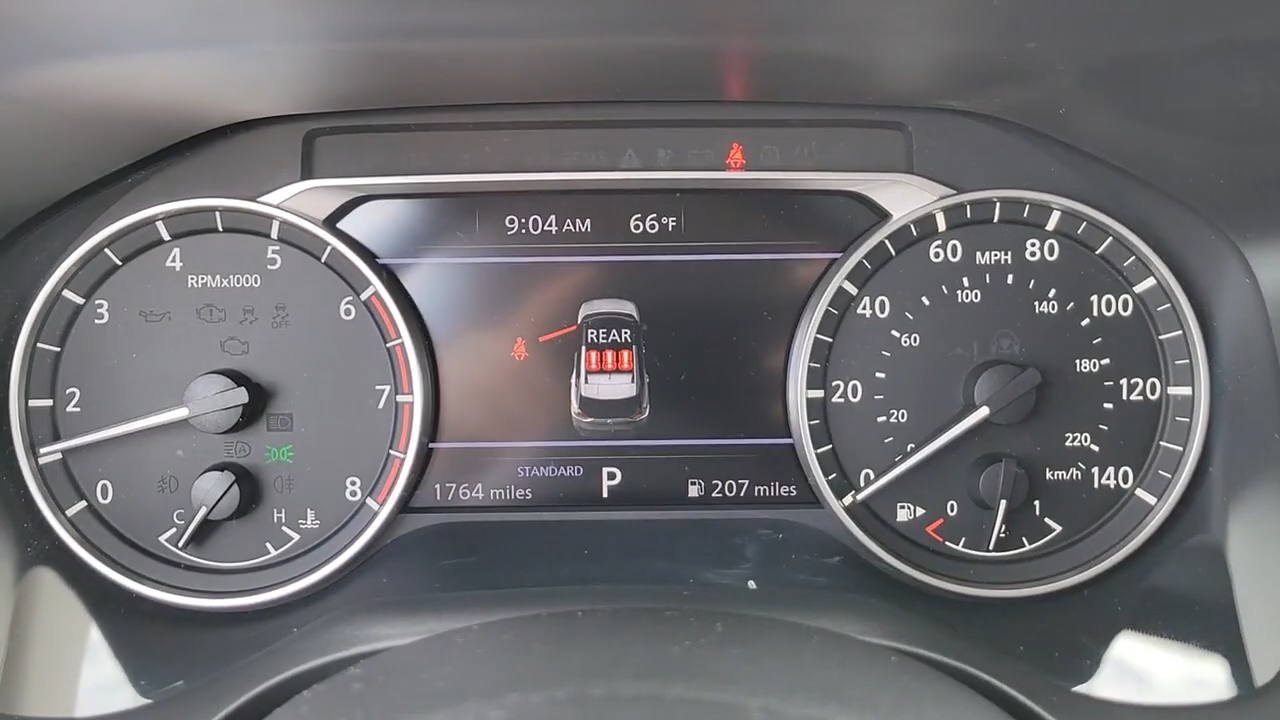 9:04 AM 66°F
REAR
STANDARD
P
1764 miles
207 miles
RPMx1000
0
2
3
4
5
6
7
8
OFF
C H
MPH
0
20
40
60
80
100
120
140
20
60
100
140
180
220
km/h
0 1